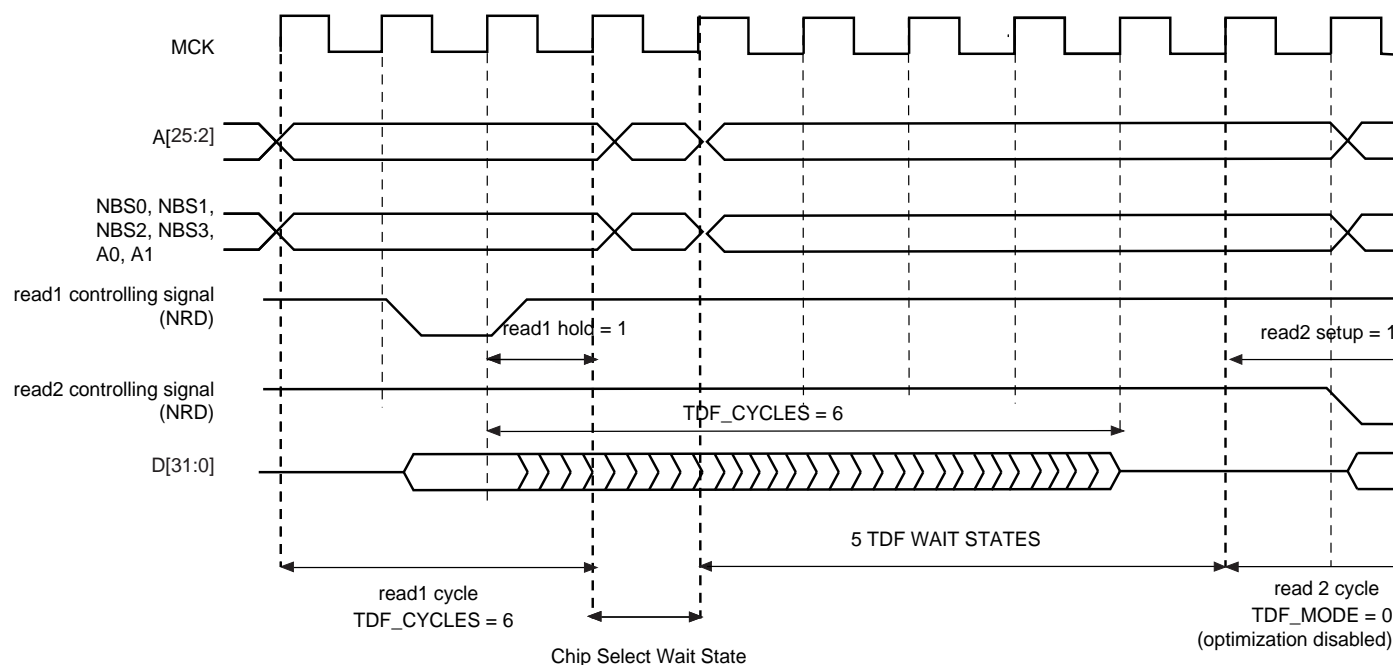 MCK
A[25:2]
NBS0, NBS1,
NBS2, NBS3,
A0, A1
read1 controlling signal
(NRD)
read1 hold = 1
read2 setup = 1
read2 controlling signal
(NRD)
TDF_CYCLES = 6
D[31:0]
5 TDF WAIT STATES
read1 cycle
TDF_CYCLES = 6
Chip Select Wait State
read 2 cycle
TDF_MODE = 0
(optimization disabled)